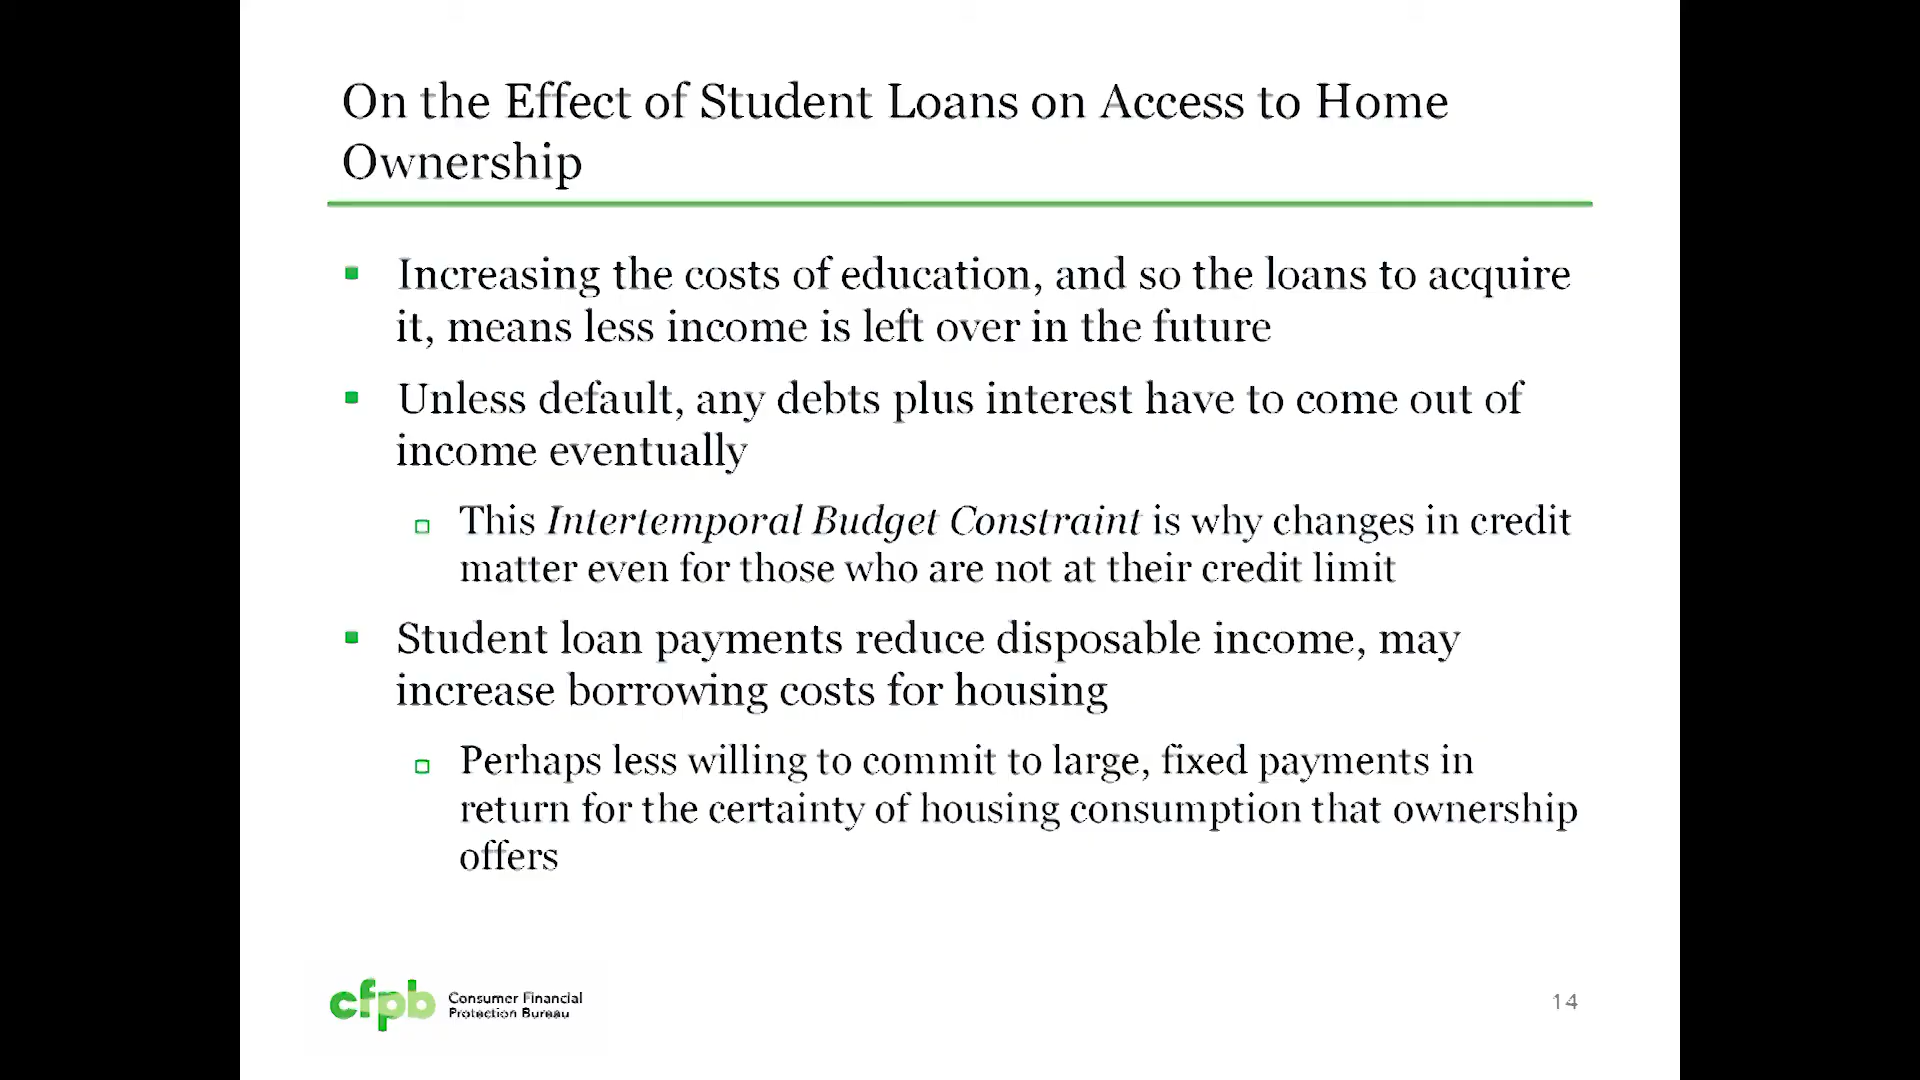 On the Effect of Student Loans on Access to Home
Ownership
Increasing the costs of education, and so the loans to acquire
it, means less income is left over in the future
Unless default, any debts plus interest have to come out of
income eventually
This Intertemporal Budget Constraint is why changes in credit
matter even for those who are not at their credit limit
Student loan payments reduce disposable income, may
increase borrowing costs for housing
Perhaps less willing to commit to large, fixed payments in
return for the certainty of housing consumption that ownership
offers
cfpb
Consumer Financial
Protection Bureau
14